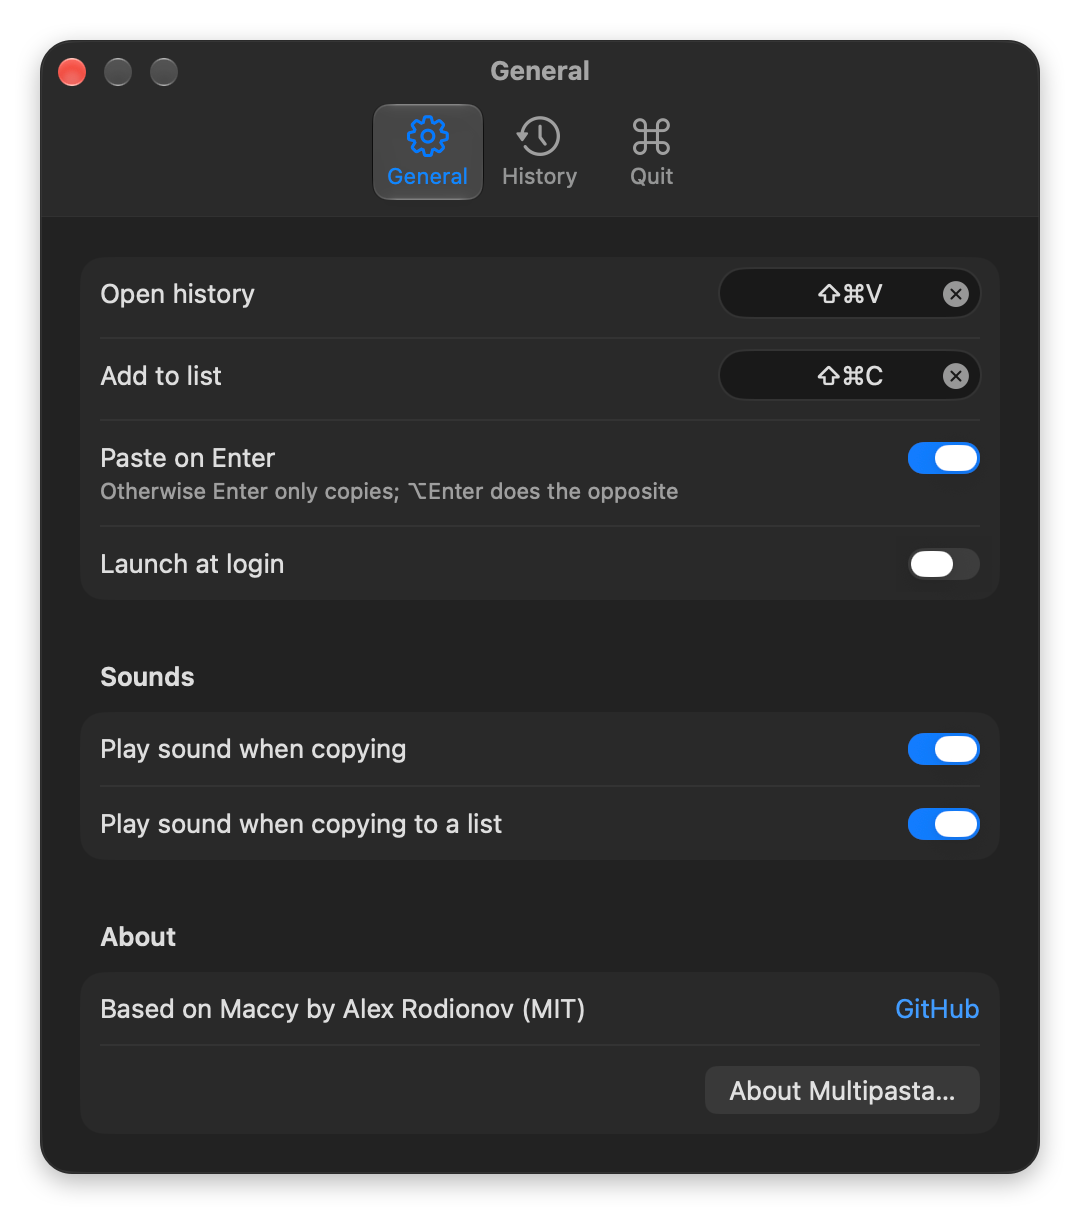 General
General
History
Quit
Open history
⇧⌘V
Add to list
⇧⌘C
Paste on Enter
Otherwise Enter only copies; ⌥Enter does the opposite
Launch at login
Sounds
Play sound when copying
Play sound when copying to a list
About
Based on Maccy by Alex Rodionov (MIT)
GitHub
About Multipasta...